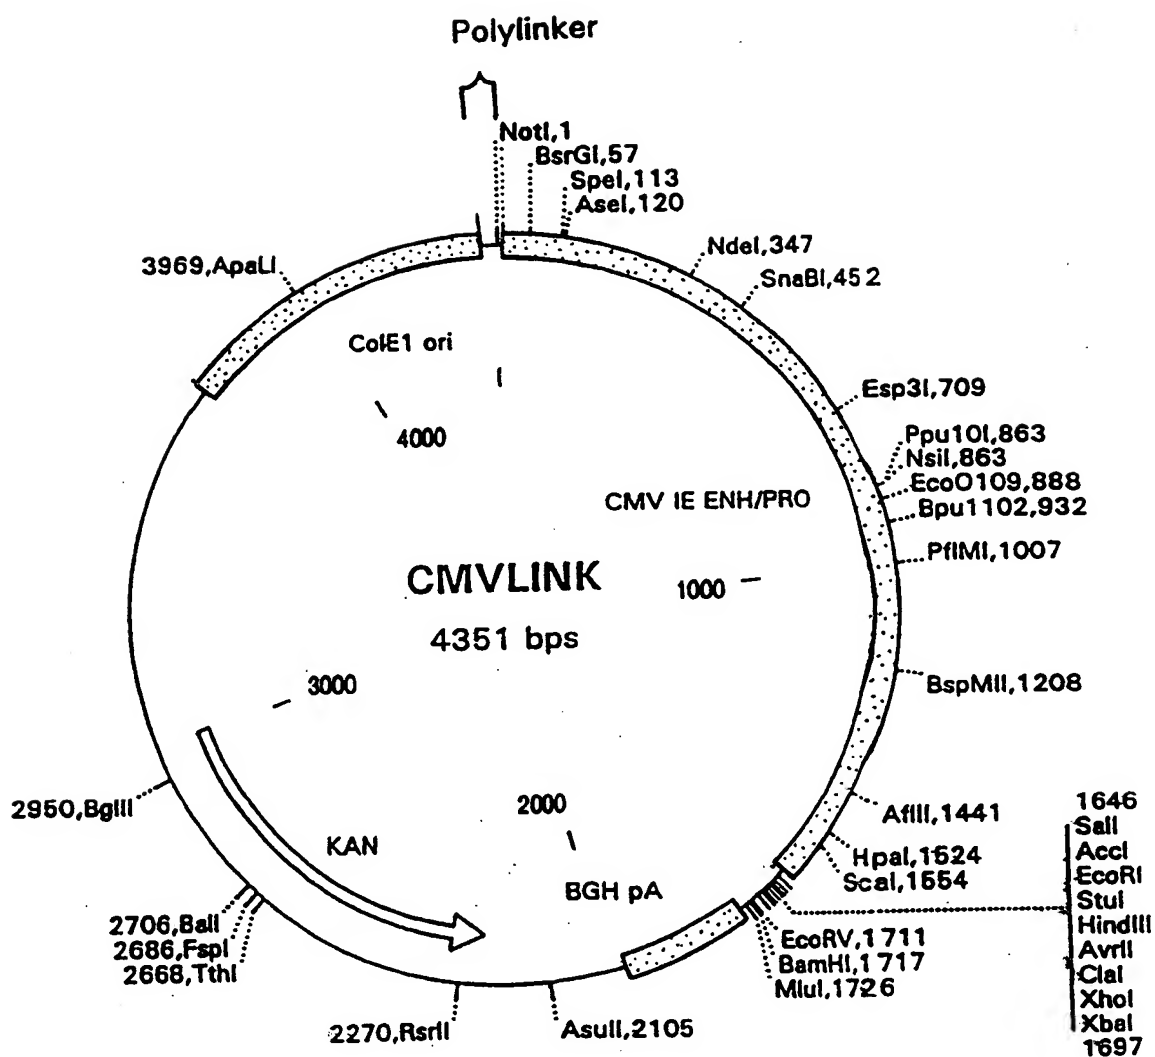 Polylinker
NotI,1
BsrGI,57
SpeI,113
AseI,120
NdeI,347
SnaBI,452
3969,ApaLI
ColE1 ori
4000
Esp3I,709
Ppu10I,863
NsiI,863
EcoO109,888
Bpu1102,932
CMV IE ENH/PRO
PflMI,1007
CMVLINK
1000
4351 bps
3000
BspMII,1208
2950,BglII
2000
KAN
BGH pA
AflII,1441
HpaI,1524
ScaI,1554
1646
SalI
AccI
EcoRI
StuI
HindIII
AvrII
ClaI
XhoI
XbaI
1697
2706,BalI
2686,FspI
2668,TthI
EcoRV,1711
BamHI,1717
MluI,1726
2270,RsrII
AsuII,2105